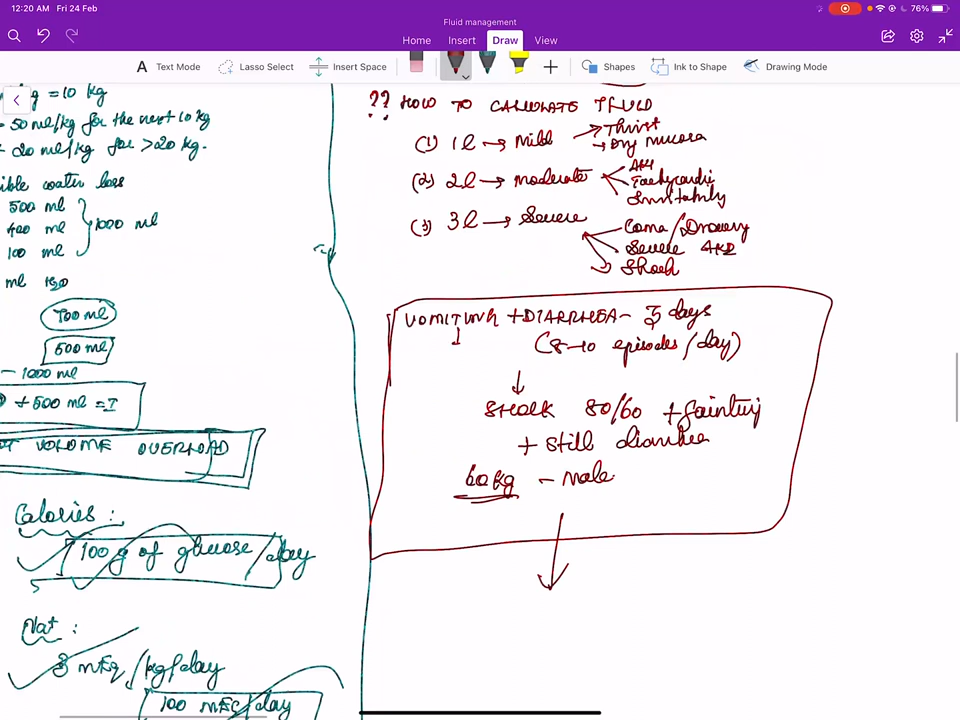 12:20 AM Fri 24 Feb
76%
Fluid management
Home Insert Draw View
Text Mode Lasso Select Insert Space Shapes Ink to Shape Drawing Mode
= 10 kg
50 ml/kg for the next 10 kg
20 ml/kg for >20 kg.
water loss
500 ml
400 ml
100 ml
1000 ml
ml H20
700 ml
500 ml
- 1000 ml
+ 500 ml = I
VOLUME OVERLOAD
Calories :
100 g of glucose/day
Na+ :
3 mEq /kg/day
100 mEq/day
?? HOW TO CALCULATE FLUID
(1) 1l → Mild → Thirst
→ Dry mucosa
(2) 2l → moderate AKI
Tachycardia
(3) 3l → Severe Coma/Drowsy
Severe AKI
Shock
VOMITING + DIARRHEA - 5 days
(8-10 episodes/day)
SHOCK 80/60 + fainting
+ still diarrhea
60 kg - Male